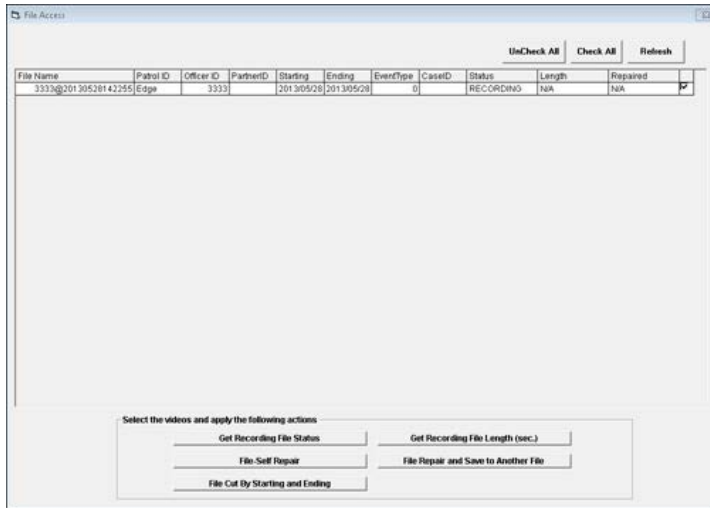 File Access
UnCheck All Check All Refresh
File Name Patrol ID Officer ID PartnerID Starting Ending EventType CaseID Status Length Repaired
3333@20130528142255 Edge 3333 2013/05/28 2013/05/28 0 RECORDING N/A N/A
Select the videos and apply the following actions
Get Recording File Status Get Recording File Length (sec.)
File-Self Repair File Repair and Save to Another File
File Cut By Starting and Ending